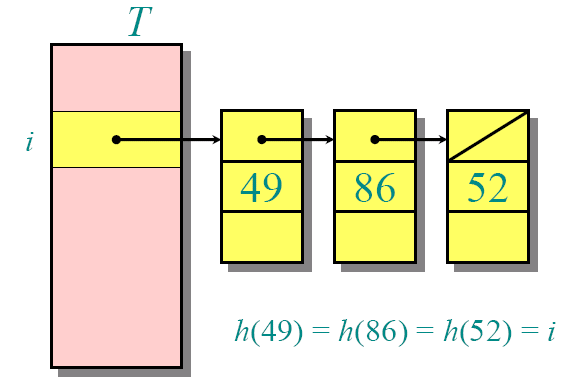 T
i
49 86 52
h(49) = h(86) = h(52) = i